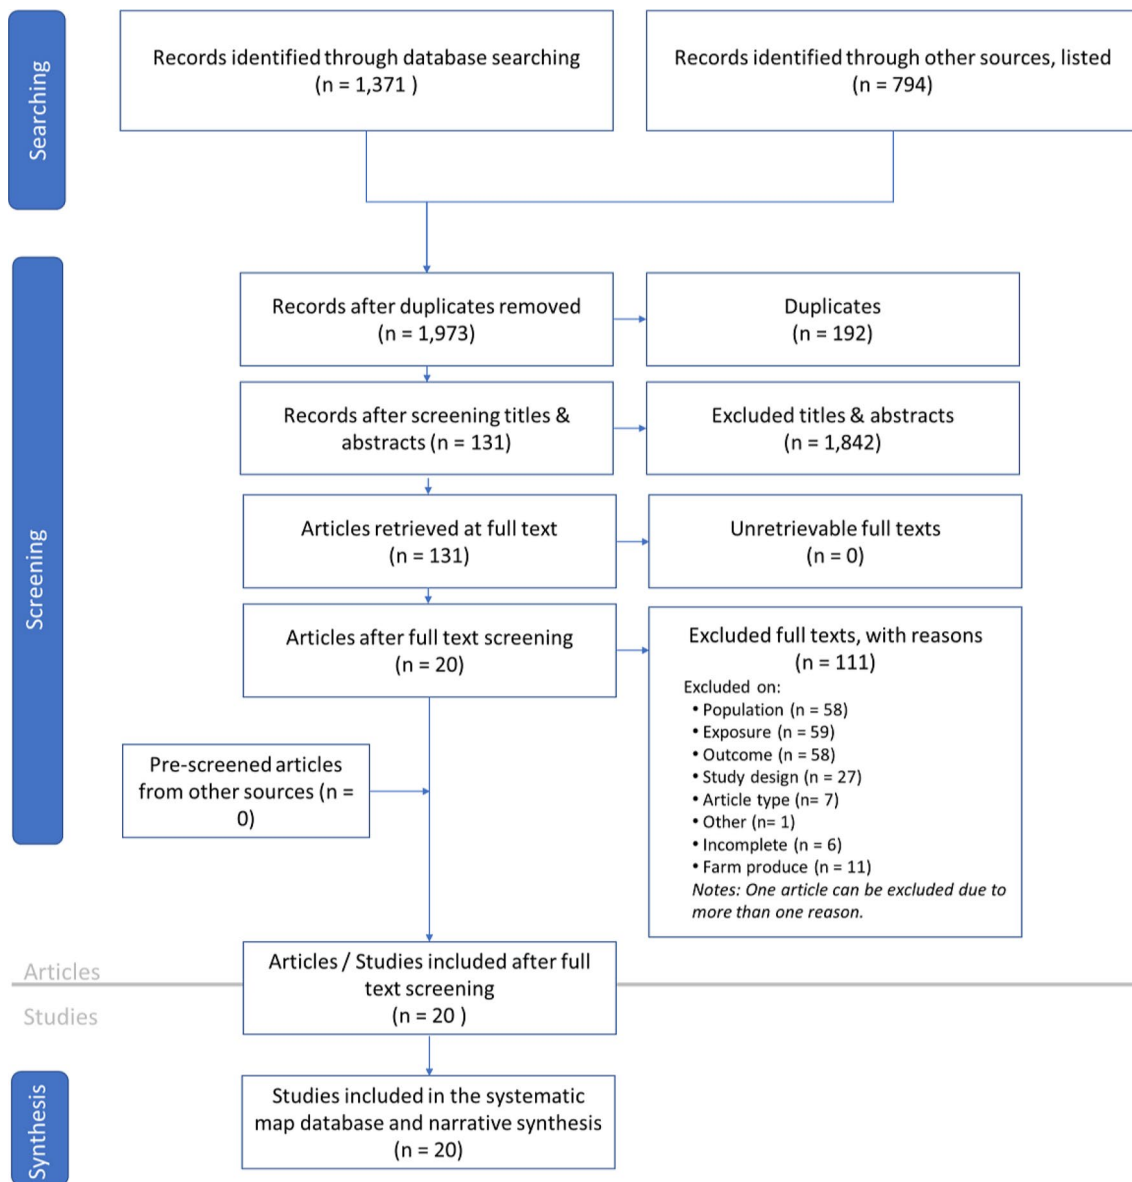 Searching
Records identified through database searching
(n = 1,371 )
Records identified through other sources, listed
(n = 794)
Screening
Records after duplicates removed
(n = 1,973)
Duplicates
(n = 192)
Records after screening titles &
abstracts (n = 131)
Excluded titles & abstracts
(n = 1,842)
Articles retrieved at full text
(n = 131)
Unretrievable full texts
(n = 0)
Articles after full text screening
(n = 20)
Excluded full texts, with reasons
(n = 111)
Excluded on:
• Population (n = 58)
• Exposure (n = 59)
• Outcome (n = 58)
• Study design (n = 27)
• Article type (n= 7)
• Other (n= 1)
• Incomplete (n = 6)
• Farm produce (n = 11)
Notes: One article can be excluded due to
more than one reason.
Pre-screened articles
from other sources (n =
0)
Articles
Studies
Articles / Studies included after full
text screening
(n = 20 )
Synthesis
Studies included in the systematic
map database and narrative synthesis
(n = 20)